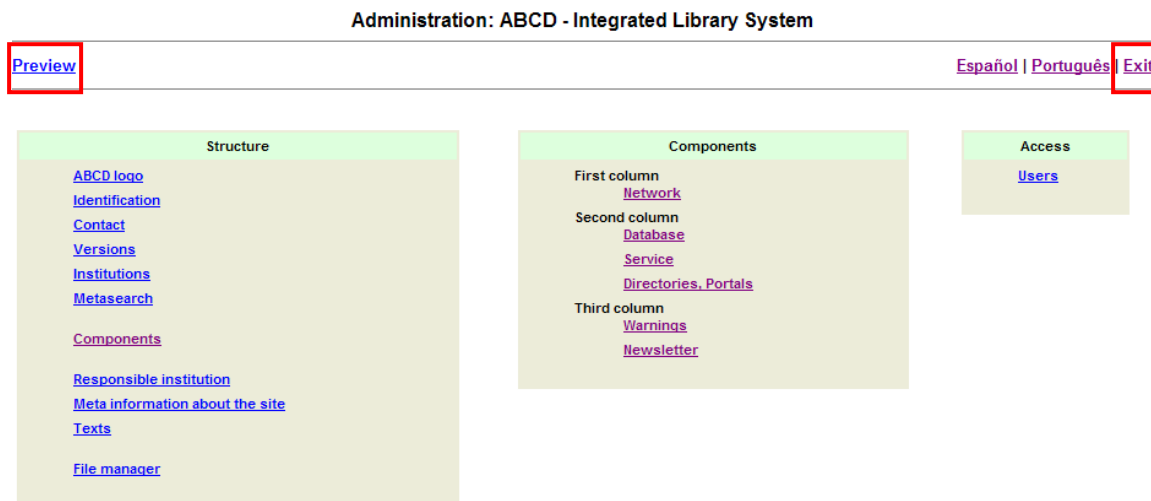 Administration: ABCD - Integrated Library System
Preview
Español | Português | Exit
Structure
ABCD logo
Identification
Contact
Versions
Institutions
Metasearch
Components
Responsible institution
Meta information about the site
Texts
File manager
Components
First column
Network
Second column
Database
Service
Directories, Portals
Third column
Warnings
Newsletter
Access
Users